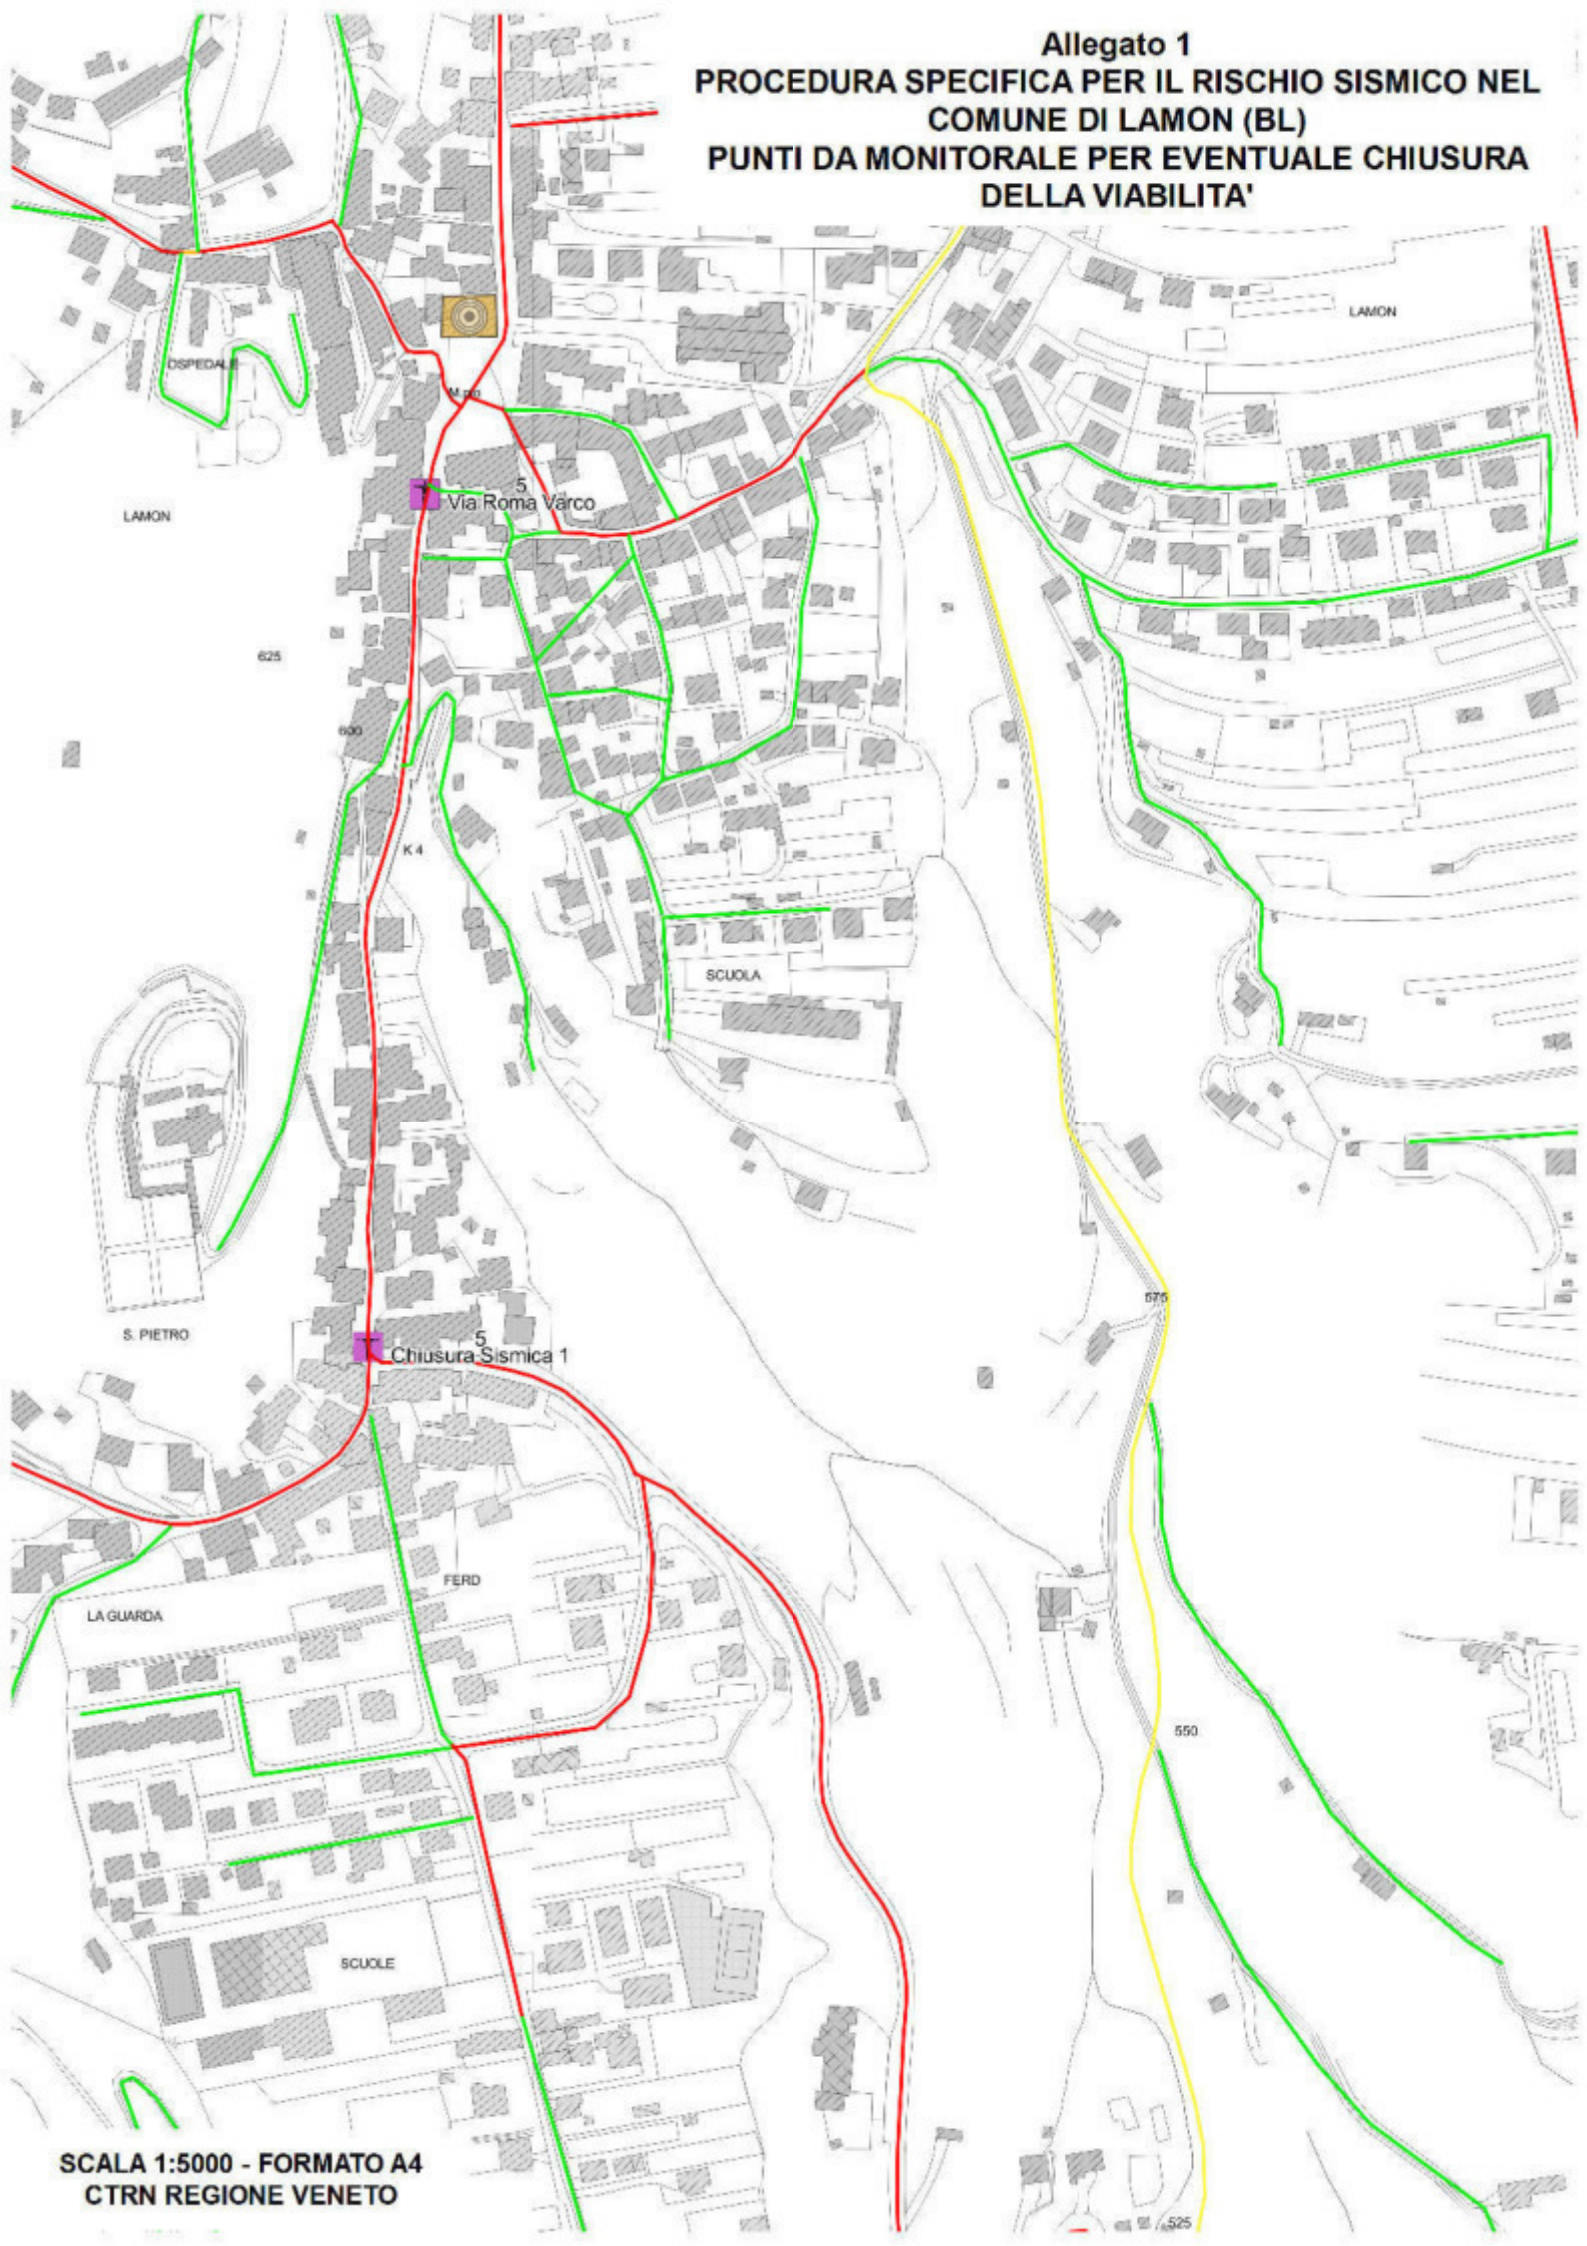 Allegato 1
PROCEDURA SPECIFICA PER IL RISCHIO SISMICO NEL
COMUNE DI LAMON (BL)
PUNTI DA MONITORALE PER EVENTUALE CHIUSURA
DELLA VIABILITA'
LAMON
OSPEDALE
5
Via Roma Varco
LAMON
625
600
K 4
SCUOLA
575
S. PIETRO
5
Chiusura Sismica 1
FERD
LA GUARDA
550
SCUOLE
SCALA 1:5000 - FORMATO A4
CTRN REGIONE VENETO
525